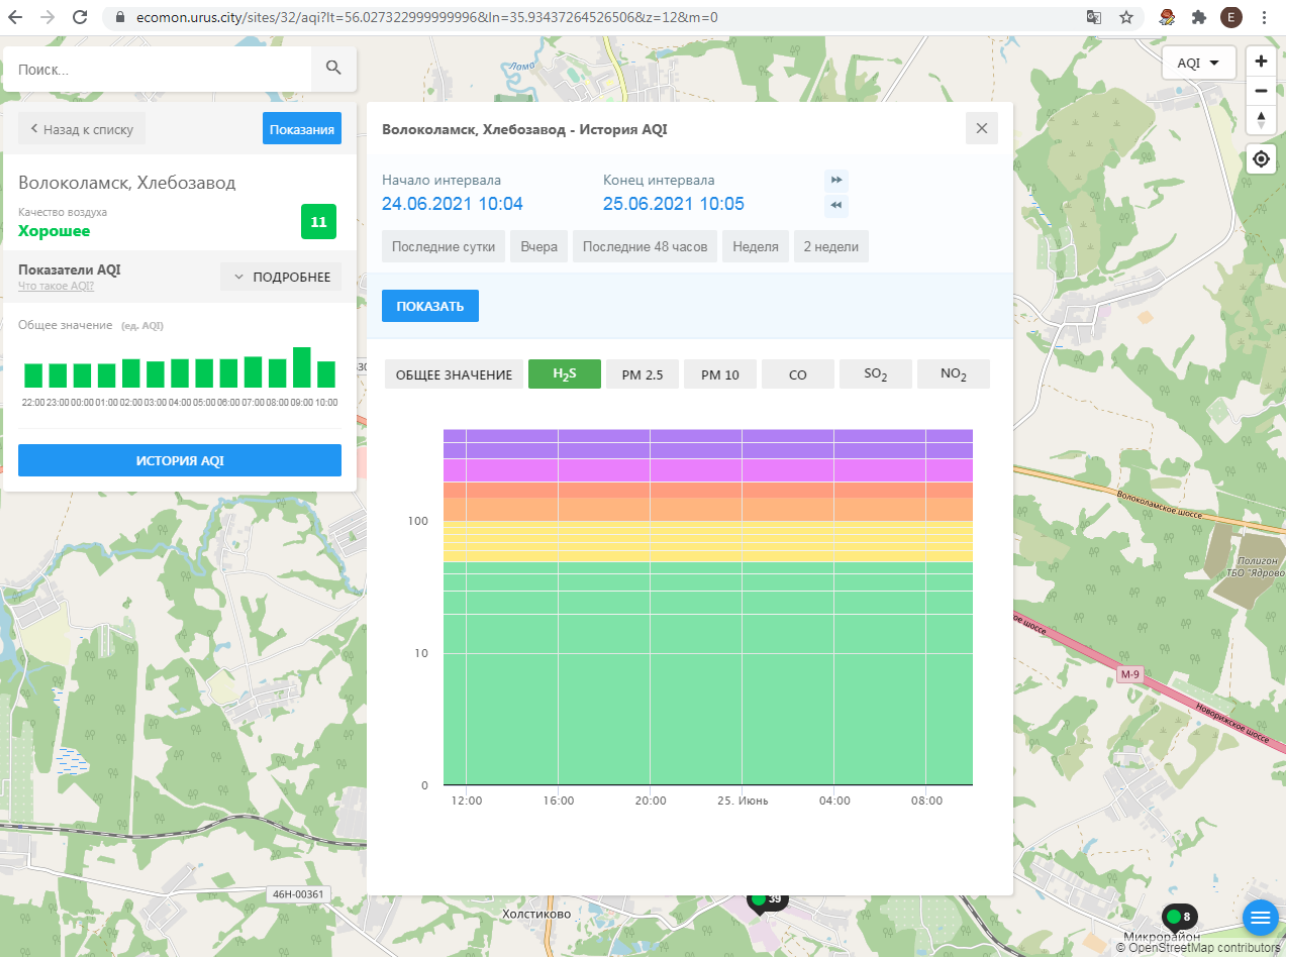 ecomon.urus.city/sites/32/aqi?lt=56.027322999999996&ln=35.93437264526506&z=12&m=0
E
Поиск...
AQI
Лама
Назад к списку
Показания
Волоколамск, Хлебозавод
Качество воздуха
Хорошее
11
Показатели AQI
Что такое AQI?
ПОДРОБНЕЕ
Общее значение (ед. AQI)
22:00 23:00 00:00 01:00 02:00 03:00 04:00 05:00 06:00 07:00 08:00 09:00 10:00
ИСТОРИЯ AQI
Волоколамск, Хлебозавод - История AQI
Начало интервала
24.06.2021 10:04
Конец интервала
25.06.2021 10:05
Последние сутки
Вчера
Последние 48 часов
Неделя
2 недели
ПОКАЗАТЬ
ОБЩЕЕ ЗНАЧЕНИЕ
H₂S
PM 2.5
PM 10
CO
SO₂
NO₂
100
10
0
12:00
16:00
20:00
25. Июнь
04:00
08:00
Волоколамское шоссе
Полигон
ТБО "Ядрово
М-9
Новорижское шоссе
46Н-00361
Холстиково
39
8
Микрорайон
© OpenStreetMap contributors